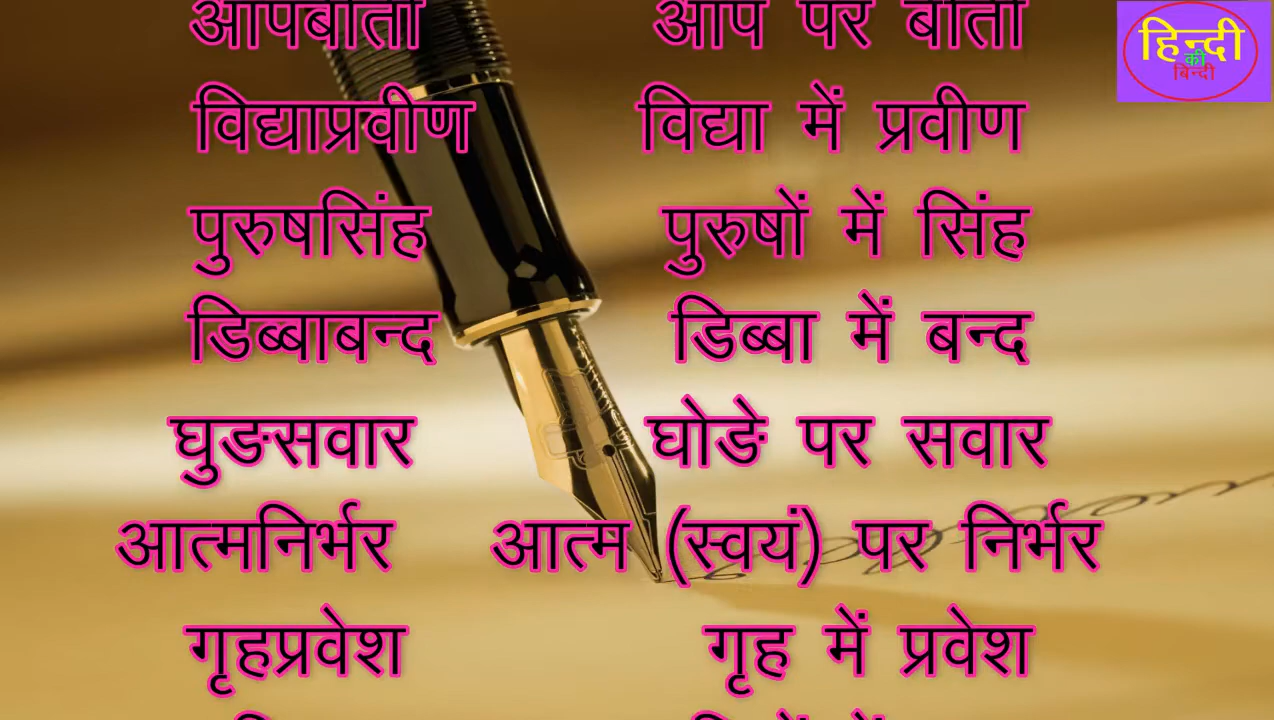 हिन्दी
की
बिन्दी
आपबीती आप पर बीती
विद्याप्रवीण विद्या में प्रवीण
पुरुषसिंह पुरुषों में सिंह
डिब्बाबन्द डिब्बा में बन्द
घुङसवार घोङे पर सवार
आत्मनिर्भर आत्म (स्वयं) पर निर्भर
गृहप्रवेश गृह में प्रवेश